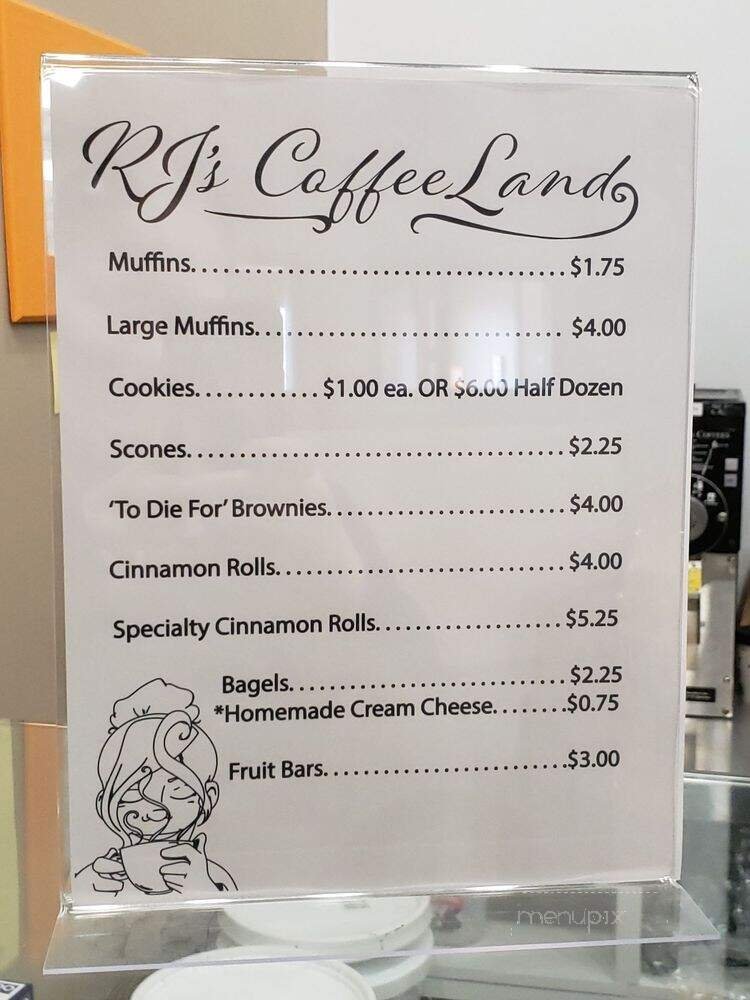 RJ's CoffeeLand
Muffins....................................$1.75
Large Muffins............................. $4.00
Cookies............$1.00 ea. OR $6.00 Half Dozen
Scones....................................$2.25
'To Die For' Brownies.......................$4.00
Cinnamon Rolls............................$4.00
Specialty Cinnamon Rolls..................$5.25
Bagels...........................$2.25
*Homemade Cream Cheese........$0.75
Fruit Bars........................$3.00
menupix